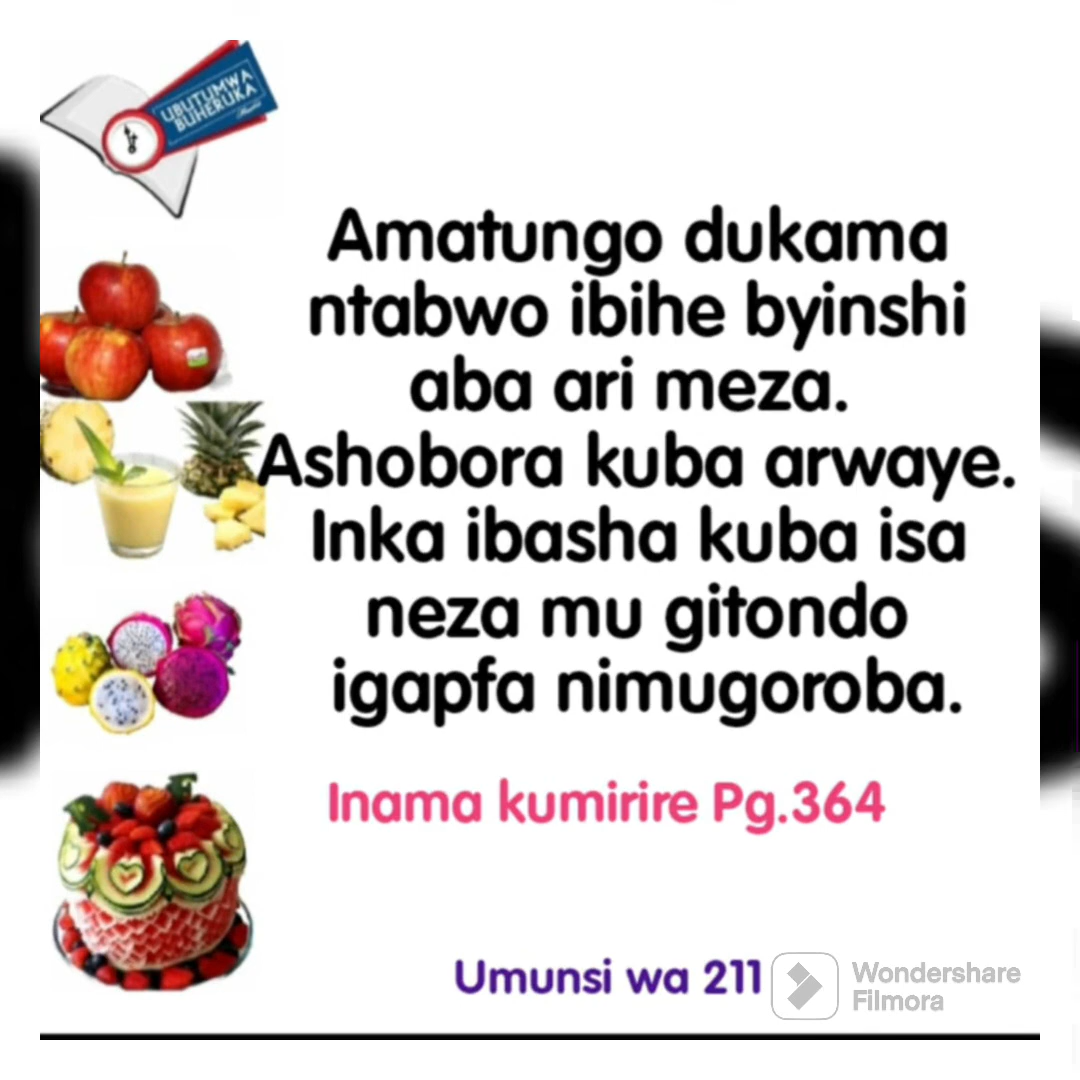 UBUTUMWA
BUHERUKA
Amatungo dukama
ntabwo ibihe byinshi
aba ari meza.
Ashobora kuba arwaye.
Inka ibasha kuba isa
neza mu gitondo
igapfa nimugoroba.
Inama kumirire Pg.364
Umunsi wa 211
Wondershare
Filmora